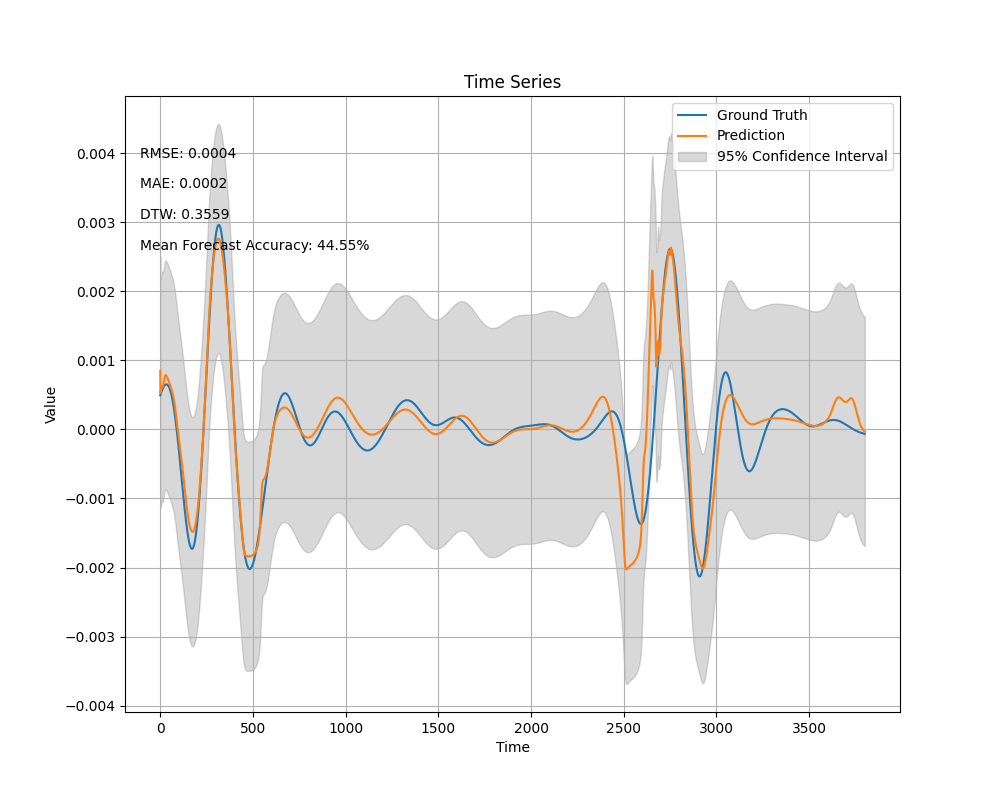 Time Series
Ground Truth
Prediction
95% Confidence Interval
RMSE: 0.0004
MAE: 0.0002
DTW: 0.3559
Mean Forecast Accuracy: 44.55%
Value
0.004
0.003
0.002
0.001
0.000
−0.001
−0.002
−0.003
−0.004
0 500 1000 1500 2000 2500 3000 3500
Time